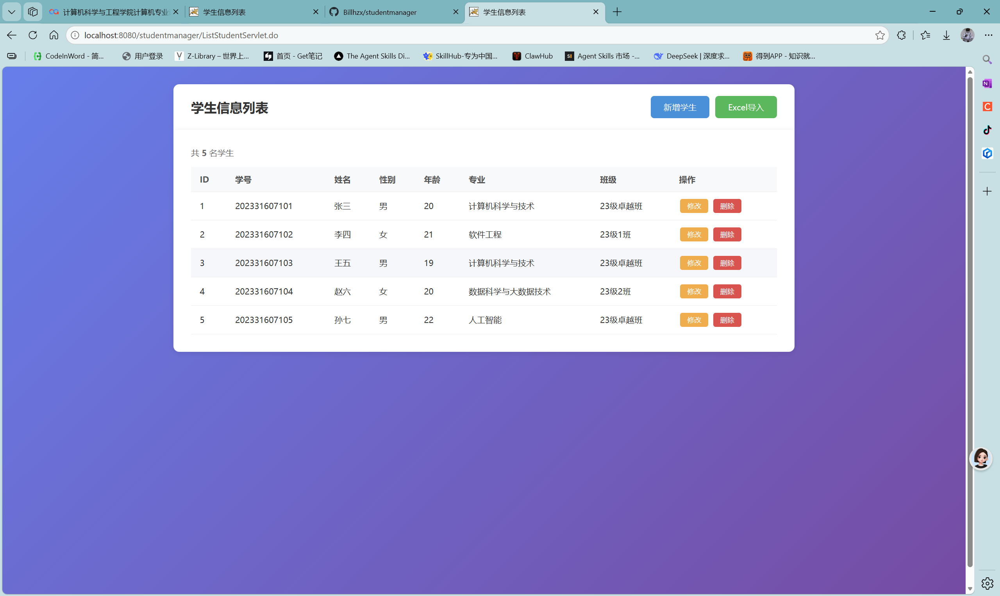 计算机科学与工程学院计算机专业
学生信息列表
Billhzx/studentmanager
学生信息列表
localhost:8080/studentmanager/ListStudentServlet.do
CodeInWord - 简...
用户登录
Z-Library – 世界上...
首页 - Get笔记
The Agent Skills Di...
SkillHub-专为中国...
ClawHub
Agent Skills 市场 -...
DeepSeek | 深度求...
得到APP - 知识就...
学生信息列表
新增学生 Excel导入
共 5 名学生
ID 学号 姓名 性别 年龄 专业 班级 操作
1 202331607101 张三 男 20 计算机科学与技术 23级卓越班 修改 删除
2 202331607102 李四 女 21 软件工程 23级1班 修改 删除
3 202331607103 王五 男 19 计算机科学与技术 23级卓越班 修改 删除
4 202331607104 赵六 女 20 数据科学与大数据技术 23级2班 修改 删除
5 202331607105 孙七 男 22 人工智能 23级卓越班 修改 删除